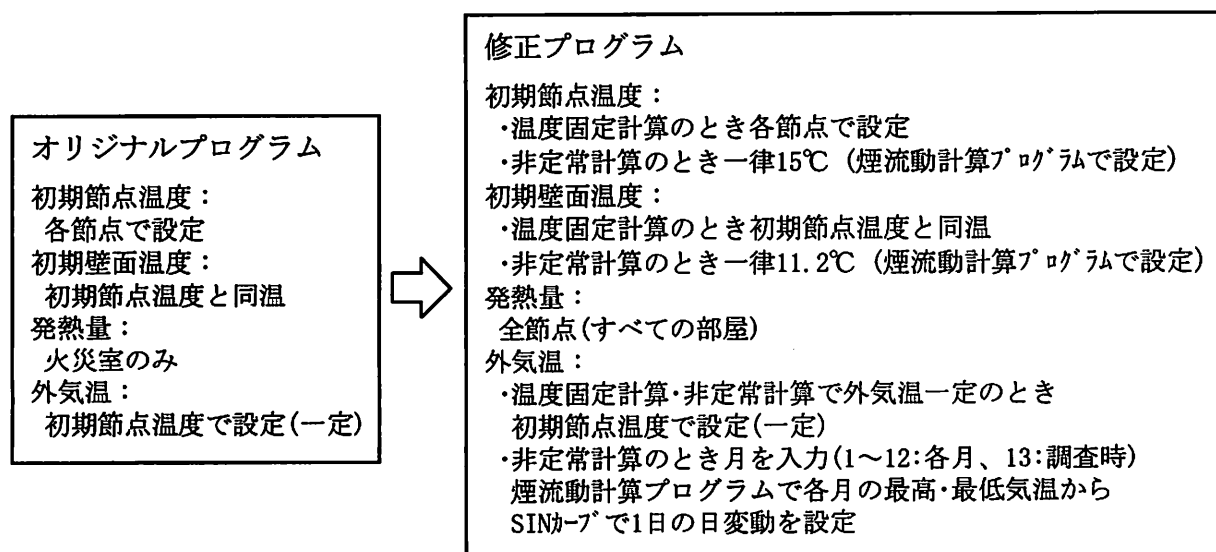 オリジナルプログラム
初期節点温度：
各節点で設定
初期壁面温度：
初期節点温度と同温
発熱量：
火災室のみ
外気温：
初期節点温度で設定(一定)
修正プログラム
初期節点温度：
・温度固定計算のとき各節点で設定
・非定常計算のとき一律15℃ (煙流動計算ﾌﾟﾛｸﾞﾗﾑで設定)
初期壁面温度：
・温度固定計算のとき初期節点温度と同温
・非定常計算のとき一律11.2℃ (煙流動計算ﾌﾟﾛｸﾞﾗﾑで設定)
発熱量：
全節点(すべての部屋)
外気温：
・温度固定計算・非定常計算で外気温一定のとき
初期節点温度で設定(一定)
・非定常計算のとき月を入力(1～12:各月、13:調査時)
煙流動計算プログラムで各月の最高・最低気温から
SINｶｰﾌﾞで1日の日変動を設定